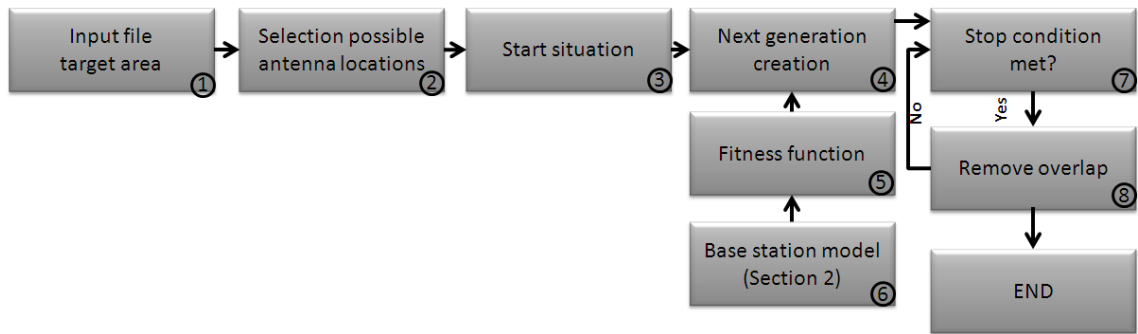 Input file
target area
1
Selection possible
antenna locations
2
Start situation
3
Next generation
creation
4
Stop condition
met?
7
No
Yes
Fitness function
5
Remove overlap
8
Base station model
(Section 2)
6
END